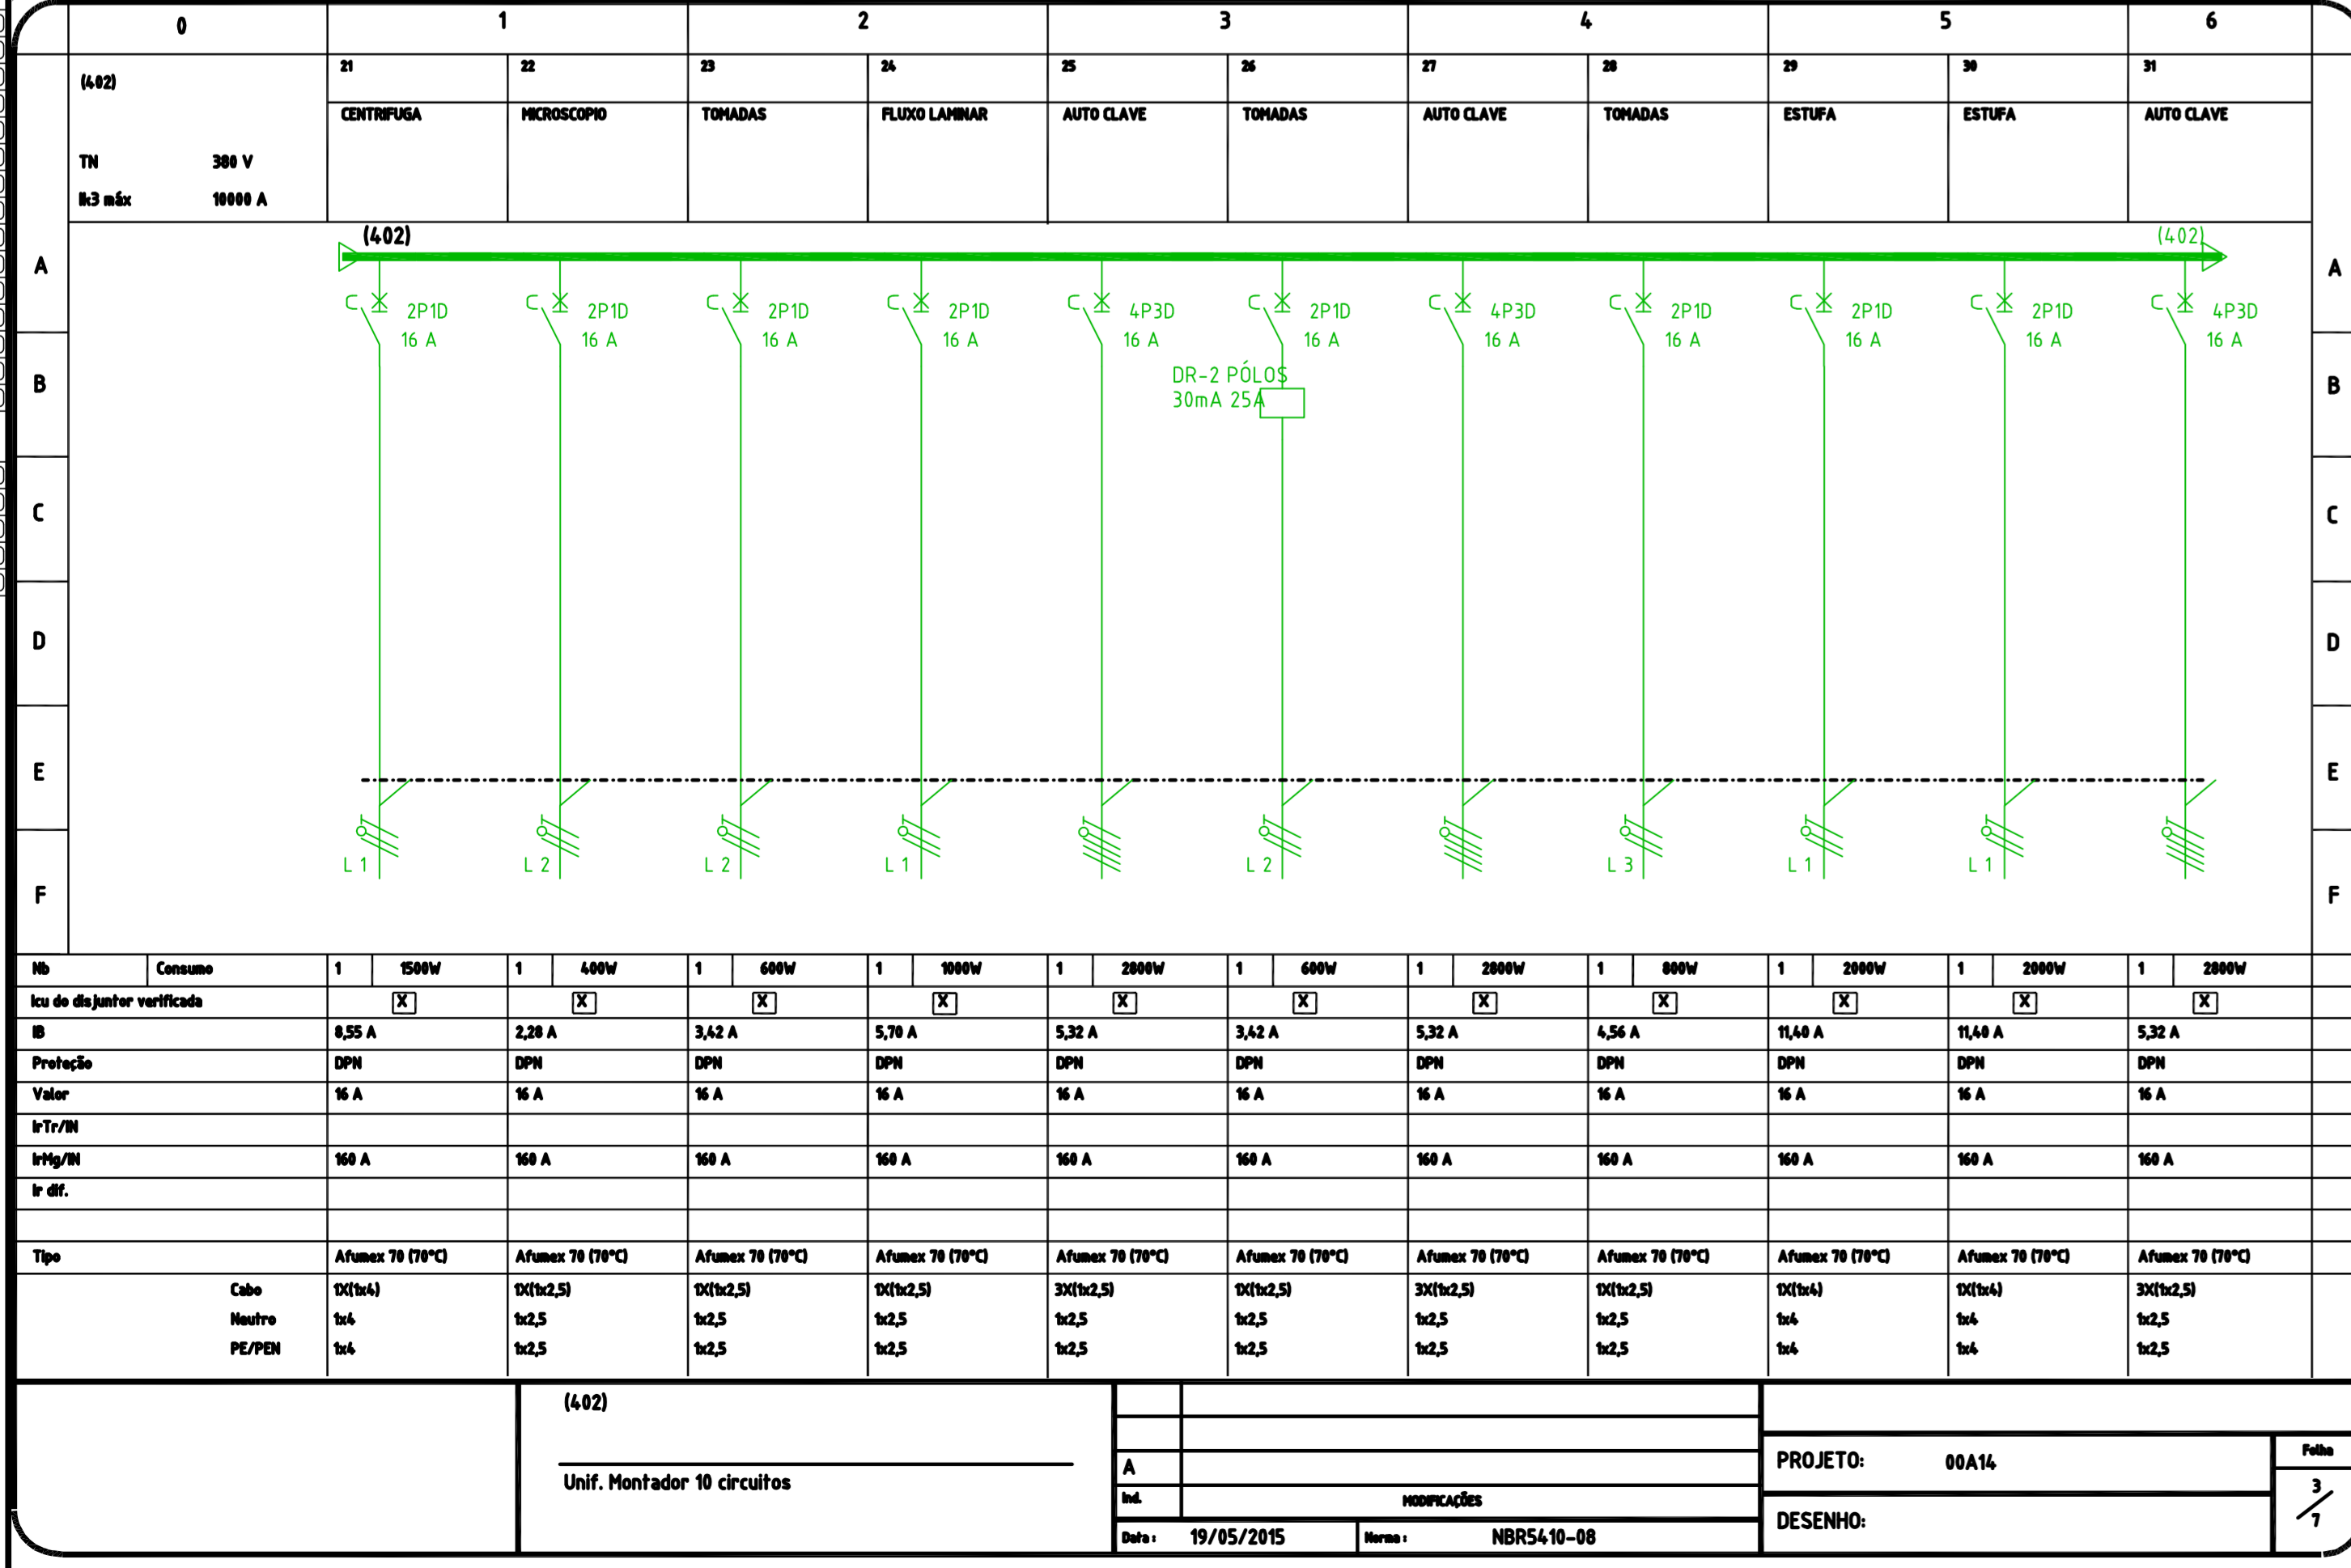 0 1 2 3 4 5 6
(402) 21 22 23 24 25 26 27 28 29 30 31
CENTRIFUGA MICROSCOPIO TOMADAS FLUXO LAMINAR AUTO CLAVE TOMADAS AUTO CLAVE TOMADAS ESTUFA ESTUFA AUTO CLAVE
TN 380 V
Ik3 máx 10000 A
(402) (402)
A A
C C C C C C C C C C C
2P1D 2P1D 2P1D 2P1D 4P3D 2P1D 4P3D 2P1D 2P1D 2P1D 4P3D
16 A 16 A 16 A 16 A 16 A 16 A 16 A 16 A 16 A 16 A 16 A
DR-2 PÓLOS
B B
30mA 25A
C C
D D
E E
L 1 L 2 L 2 L 1 L 2 L 3 L 1 L 1
F F
Nb Consumo 1 1500W 1 400W 1 600W 1 1000W 1 2800W 1 600W 1 2800W 1 800W 1 2000W 1 2000W 1 2800W
Icu do disjuntor verificada X X X X X X X X X X X
IB 8,55 A 2,28 A 3,42 A 5,70 A 5,32 A 3,42 A 5,32 A 4,56 A 11,40 A 11,40 A 5,32 A
Proteção DPN DPN DPN DPN DPN DPN DPN DPN DPN DPN DPN
Valor 16 A 16 A 16 A 16 A 16 A 16 A 16 A 16 A 16 A 16 A 16 A
IrTr/IN
IrMg/IN 160 A 160 A 160 A 160 A 160 A 160 A 160 A 160 A 160 A 160 A 160 A
Ir dif.
Tipo Afumex 70 (70°C) Afumex 70 (70°C) Afumex 70 (70°C) Afumex 70 (70°C) Afumex 70 (70°C) Afumex 70 (70°C) Afumex 70 (70°C) Afumex 70 (70°C) Afumex 70 (70°C) Afumex 70 (70°C) Afumex 70 (70°C)
Cabo 1X(1x4) 1X(1x2,5) 1X(1x2,5) 1X(1x2,5) 3X(1x2,5) 1X(1x2,5) 3X(1x2,5) 1X(1x2,5) 1X(1x4) 1X(1x4) 3X(1x2,5)
Neutro 1x4 1x2,5 1x2,5 1x2,5 1x2,5 1x2,5 1x2,5 1x2,5 1x4 1x4 1x2,5
PE/PEN 1x4 1x2,5 1x2,5 1x2,5 1x2,5 1x2,5 1x2,5 1x2,5 1x4 1x4 1x2,5
(402)
Unif. Montador 10 circuitos
A
Ind. MODIFICAÇÕES
Data : 19/05/2015 Norma : NBR5410-08
PROJETO: 00A14
DESENHO:
Folha
3
/
7